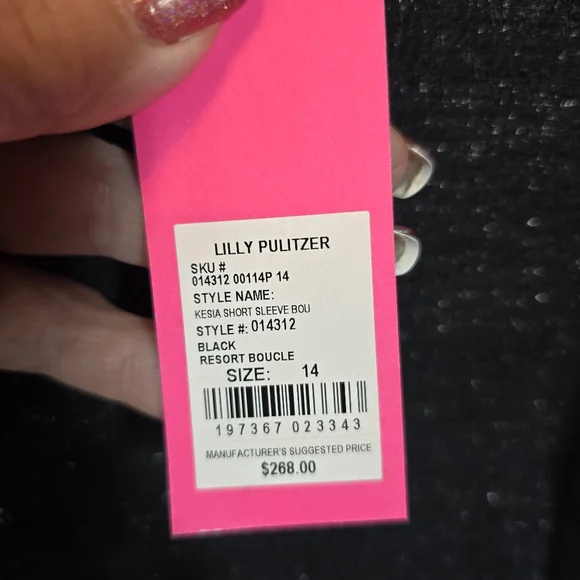 LILLY PULITZER
SKU #
014312 00114P 14
STYLE NAME:
KESIA SHORT SLEEVE BOU
STYLE #: 014312
BLACK
RESORT BOUCLE
SIZE: 14
197367 023343
MANUFACTURER'S SUGGESTED PRICE
$268.00